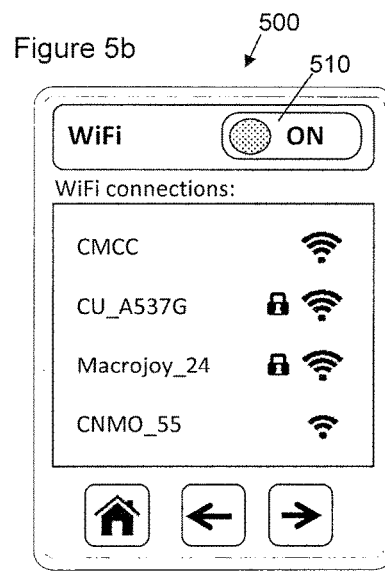 500
Figure 5b
510
WiFi
ON
WiFi connections:
CMCC
CU_A537G
Macrojoy_24
CNMO_55